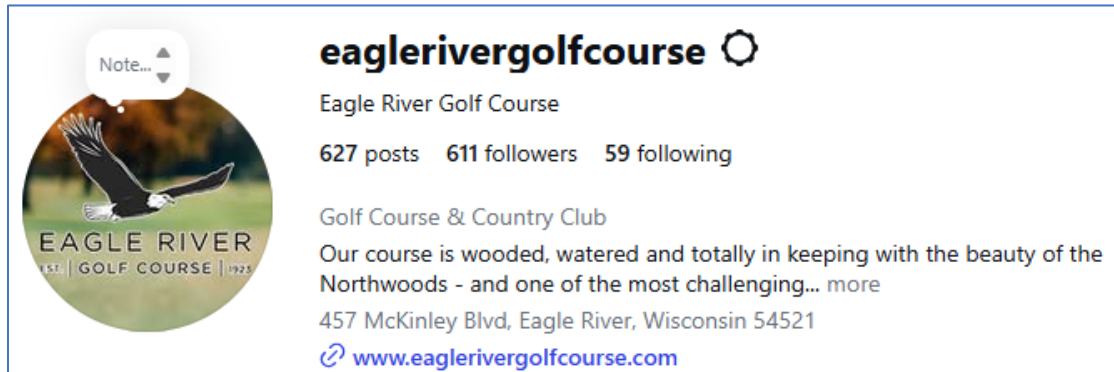 Note...
eaglerivergolfcourse
Eagle River Golf Course
627 posts 611 followers 59 following
Golf Course & Country Club
Our course is wooded, watered and totally in keeping with the beauty of the
Northwoods - and one of the most challenging... more
457 McKinley Blvd, Eagle River, Wisconsin 54521
www.eaglerivergolfcourse.com
EAGLE RIVER
EST. | GOLF COURSE | 1923